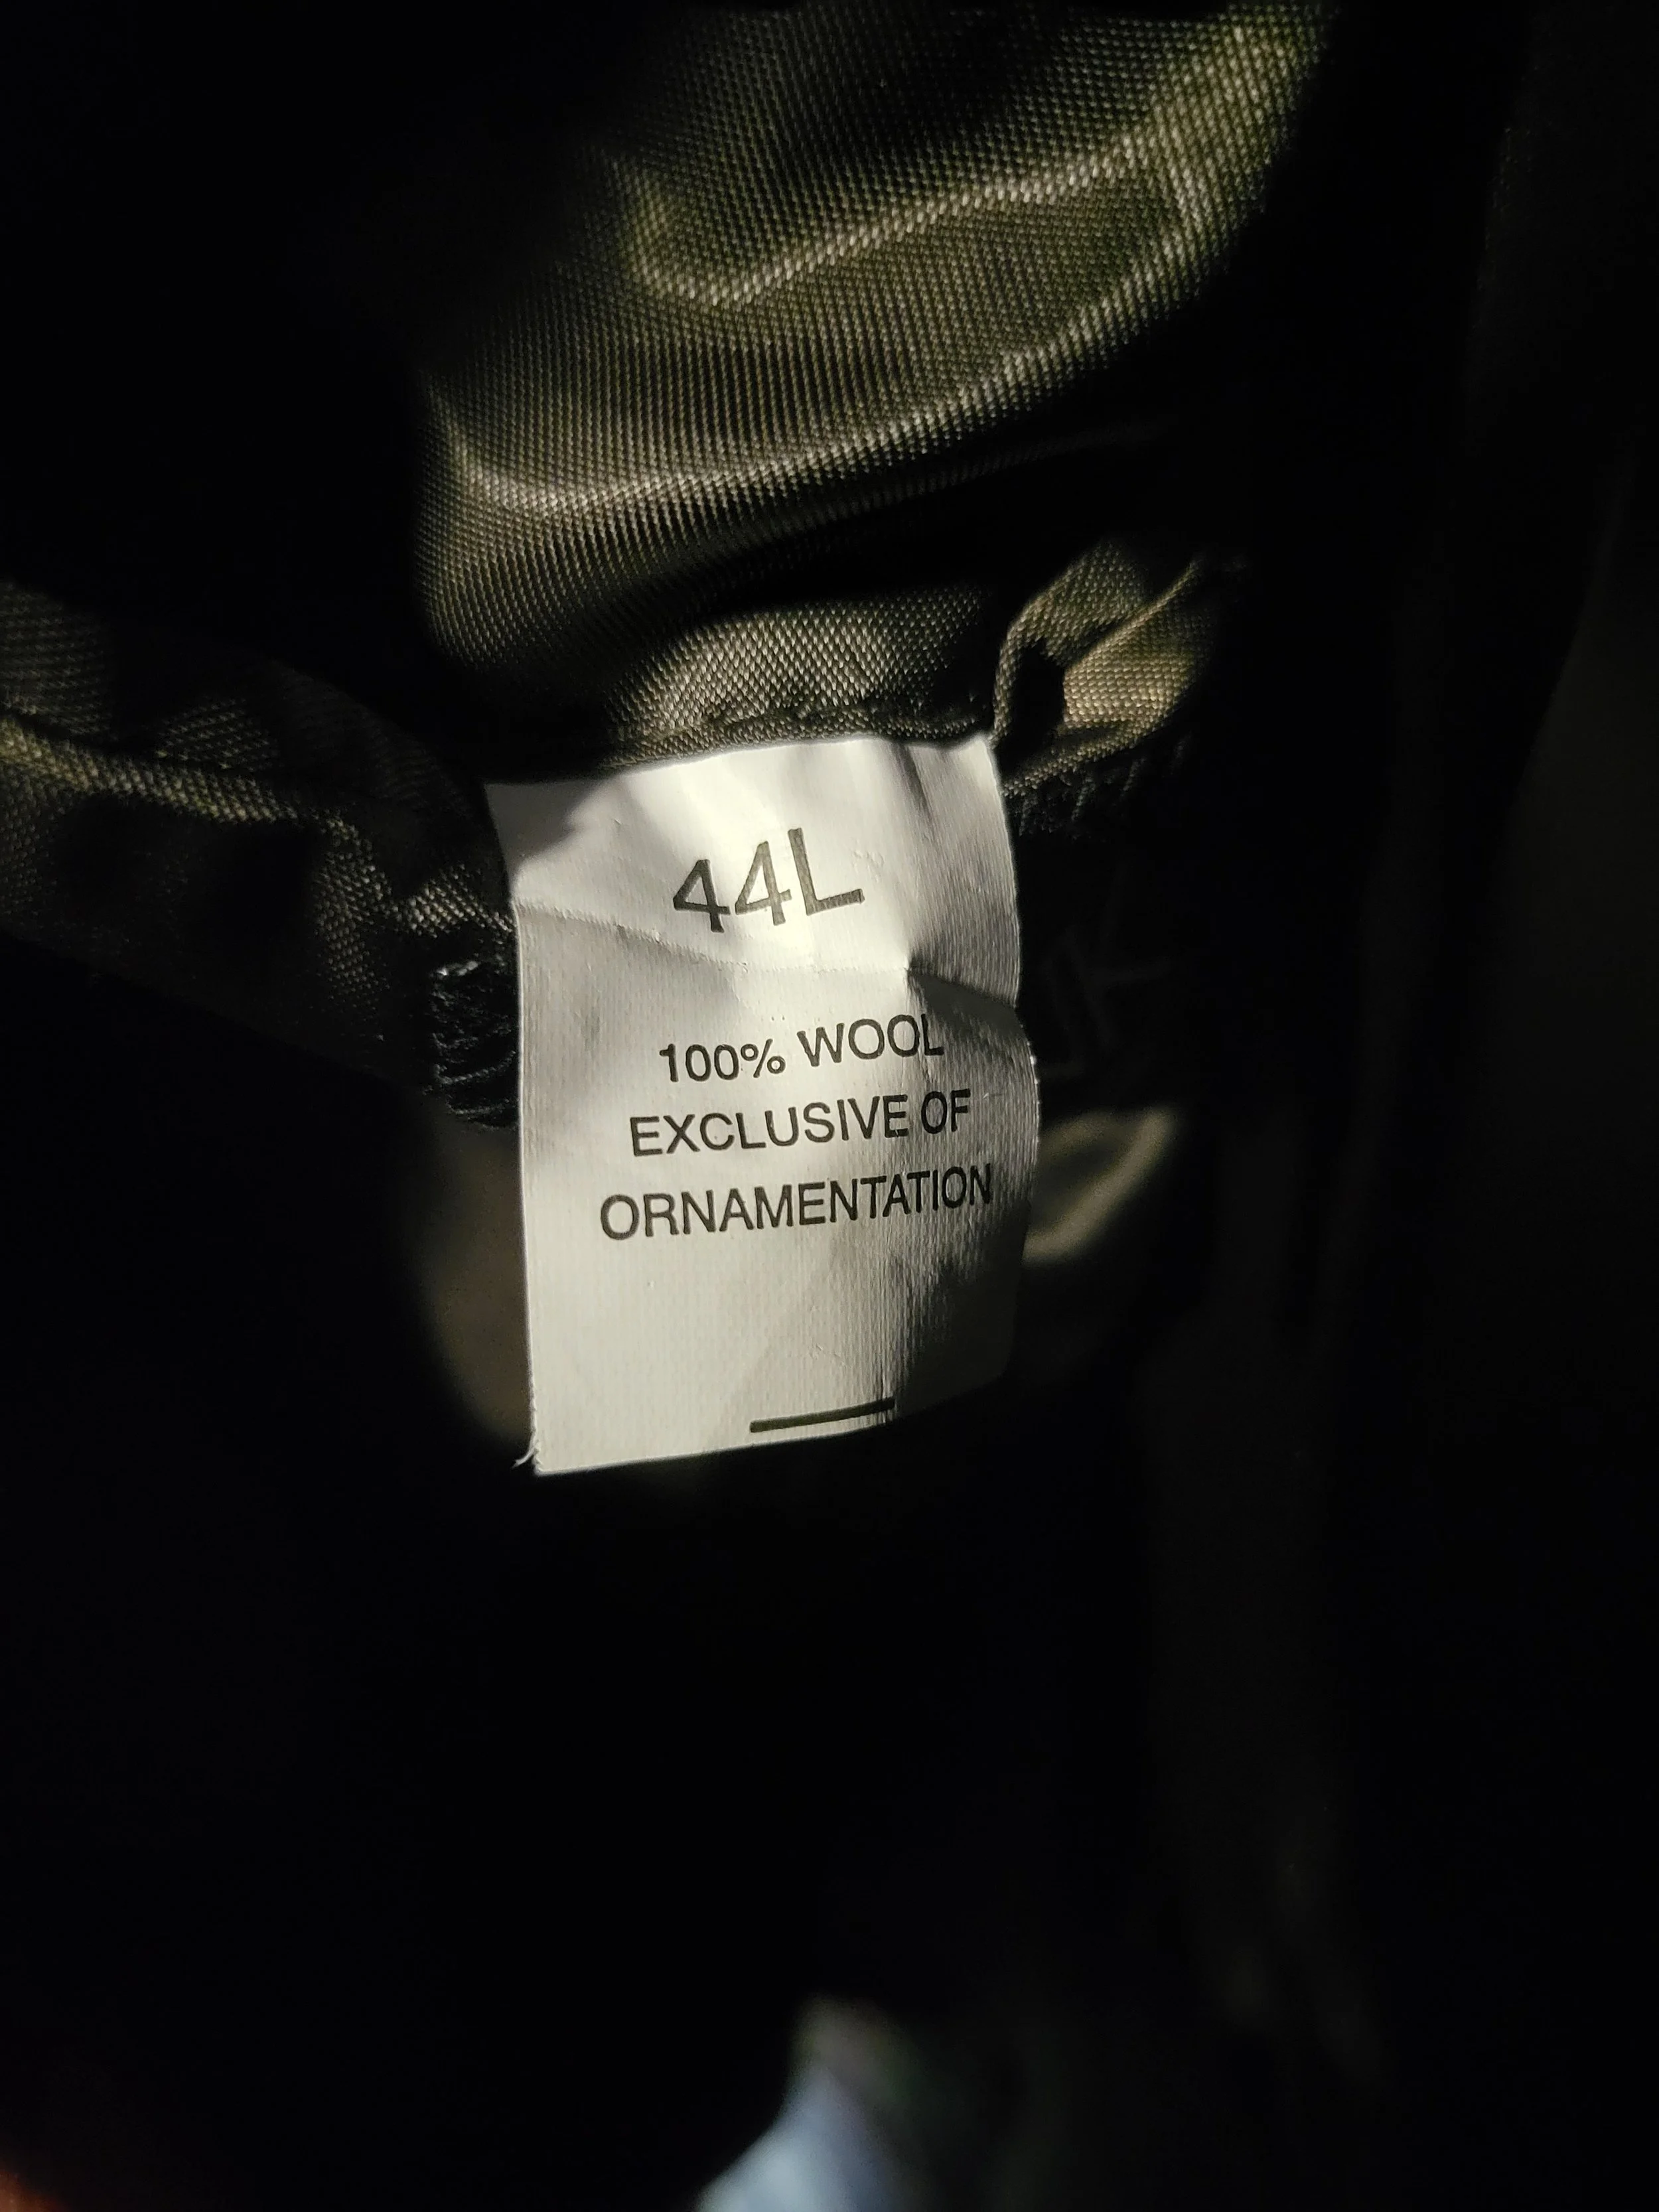 44L
100% WOOL
EXCLUSIVE OF
ORNAMENTATION